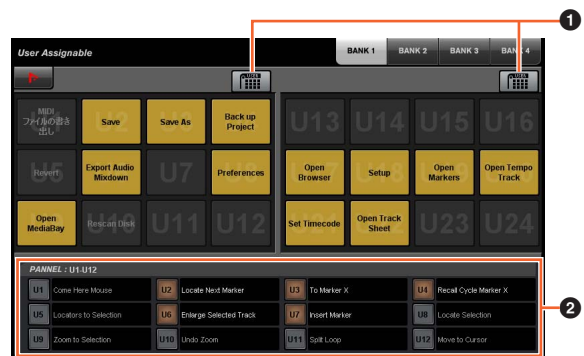 1
User Assignable
BANK 1
BANK 2
BANK 3
BANK 4
MIDI
ファイルの書き
出し
Save
Save As
Back up
Project
U13
U14
U15
U16
Revert
U5
Export Audio
Mixdown
U7
Preferences
Open
Browser
Setup
Open
Markers
Open Tempo
Track
Open
MediaBay
Rescan Disk
U11
U12
Set Timecode
Open Track
Sheet
U23
U24
PANNEL : U1-U12
U1 Come Here Mouse
U2 Locate Next Marker
U3 To Marker X
U4 Recall Cycle Marker X
U5 Locators to Selection
U6 Enlarge Selected Track
U7 Insert Marker
U8 Locate Selection
U9 Zoom to Selection
U10 Undo Zoom
U11 Split Loop
U12 Move to Cursor
2